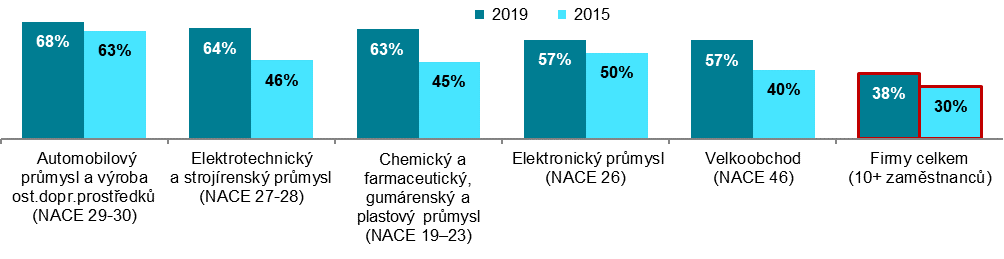 2019 2015
68% 63% 64% 46% 63% 45% 57% 50% 57% 40% 38% 30%
Automobilový
průmysl a výroba
ost.dopr.prostředků
(NACE 29-30)
Elektrotechnický
a strojírenský průmysl
(NACE 27-28)
Chemický a
farmaceutický,
gumárenský a
plastový průmysl
(NACE 19–23)
Elektronický průmysl
(NACE 26)
Velkoobchod
(NACE 46)
Firmy celkem
(10+ zaměstnanců)